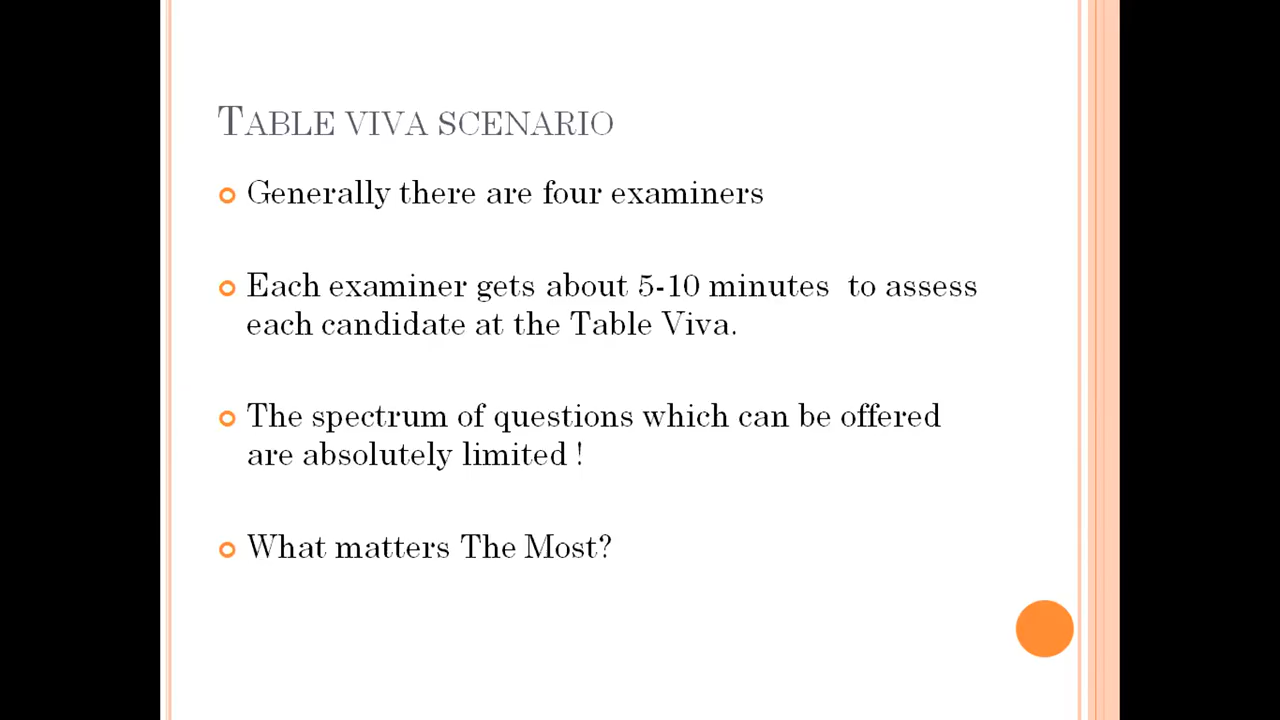 TABLE VIVA SCENARIO
Generally there are four examiners
Each examiner gets about 5-10 minutes  to assess
each candidate at the Table Viva.
The spectrum of questions which can be offered
are absolutely limited !
What matters The Most?